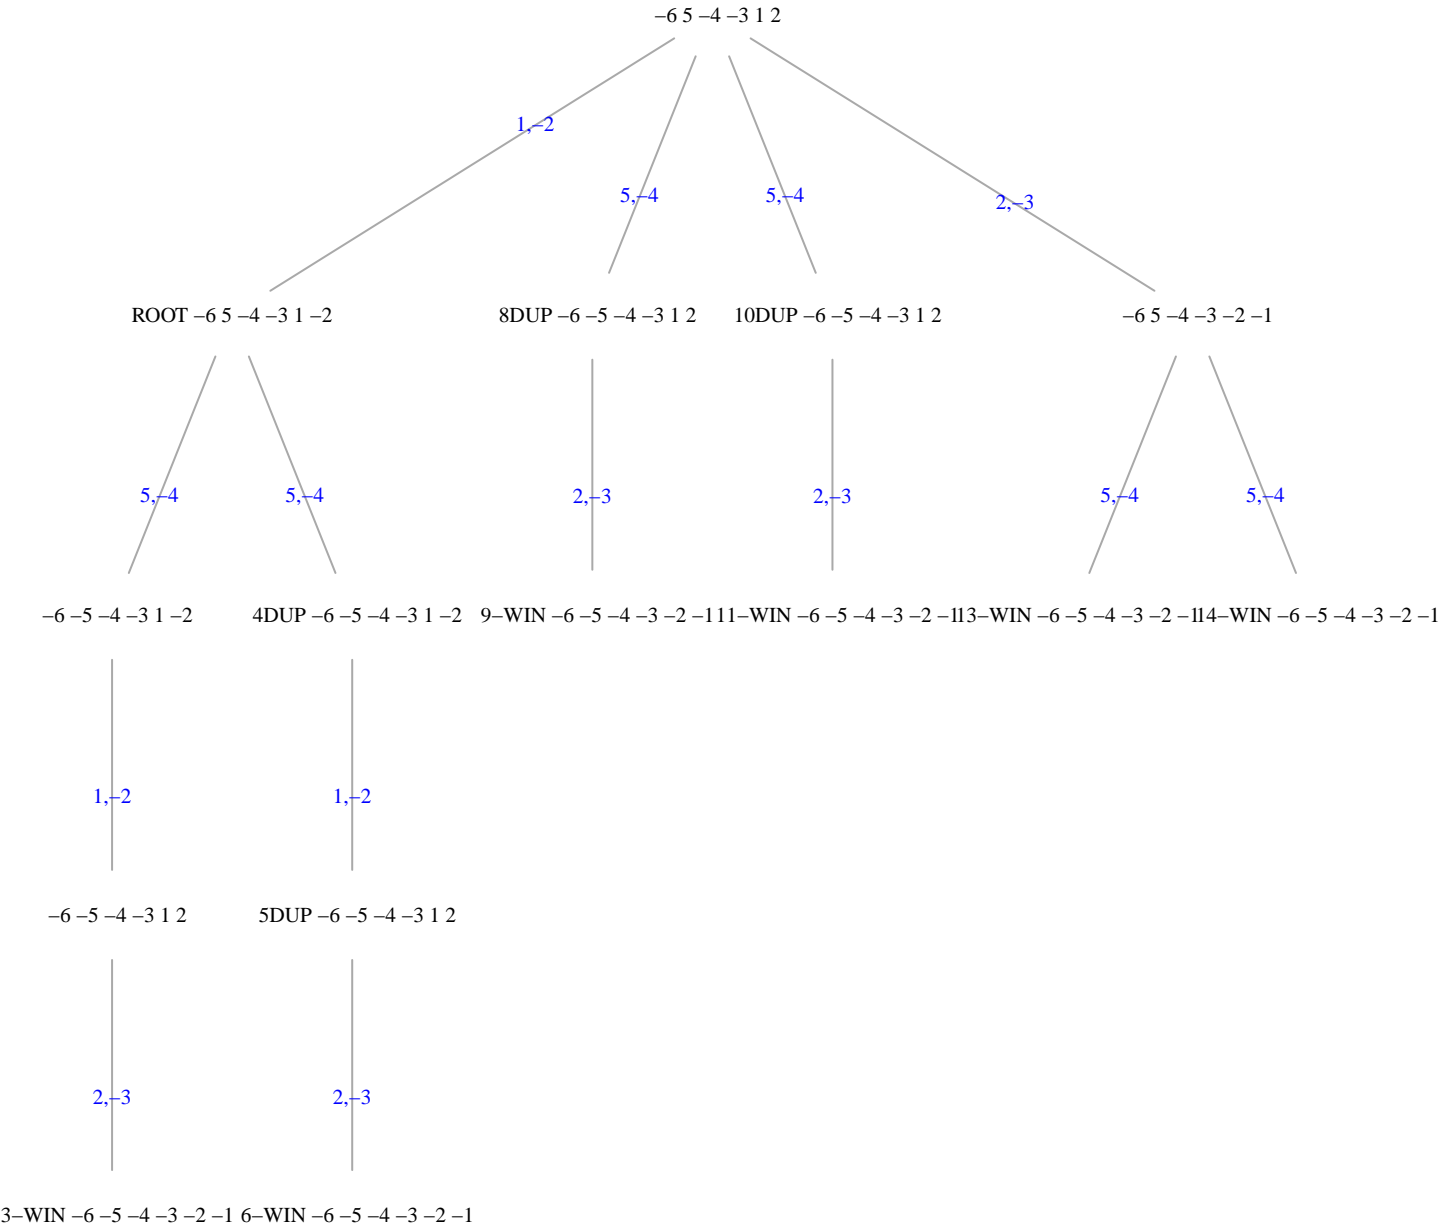 –6 5 –4 –3 1 2
1,–2
5,–4
5,–4
2,–3
ROOT –6 5 –4 –3 1 –2
8DUP –6 –5 –4 –3 1 2
10DUP –6 –5 –4 –3 1 2
–6 5 –4 –3 –2 –1
5,–4
5,–4
2,–3
2,–3
5,–4
5,–4
–6 –5 –4 –3 1 –2
4DUP –6 –5 –4 –3 1 –2
9–WIN –6 –5 –4 –3 –2 –1
11–WIN –6 –5 –4 –3 –2 –1
13–WIN –6 –5 –4 –3 –2 –1
14–WIN –6 –5 –4 –3 –2 –1
1,–2
1,–2
–6 –5 –4 –3 1 2
5DUP –6 –5 –4 –3 1 2
2,–3
2,–3
3–WIN –6 –5 –4 –3 –2 –1
6–WIN –6 –5 –4 –3 –2 –1